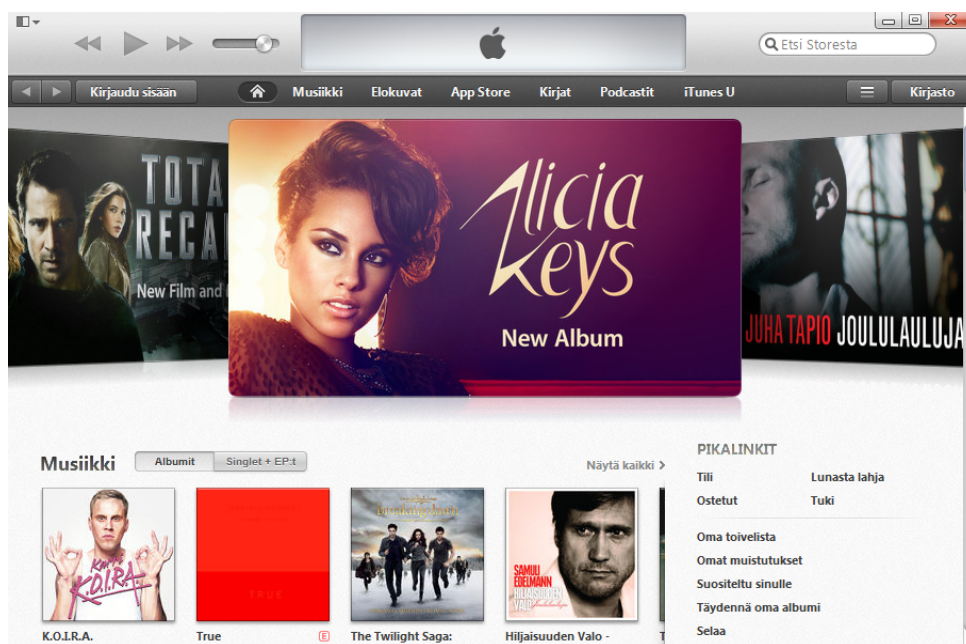 Etsi Storesta
Kirjaudu sisään
Musiikki
Elokuvat
App Store
Kirjat
Podcastit
iTunes U
Kirjasto
TOTA
RECAL
New Film and
Alicia
Keys
New Album
JUHA TAPIO JOULULAULUJA
Musiikki
Albumit
Singlet + EP:t
Näytä kaikki >
PIKALINKIT
Tili
Lunasta lahja
Ostetut
Tuki
Oma toivelista
Omat muistutukset
Suositeltu sinulle
Täydennä oma albumi
Selaa
K.O.I.R.A.
TRUE
SAMULI
EDELMANN
HILJAISUUDEN
VALO
K.O.I.R.A.
True
E
The Twilight Saga:
Hiljaisuuden Valo -
T